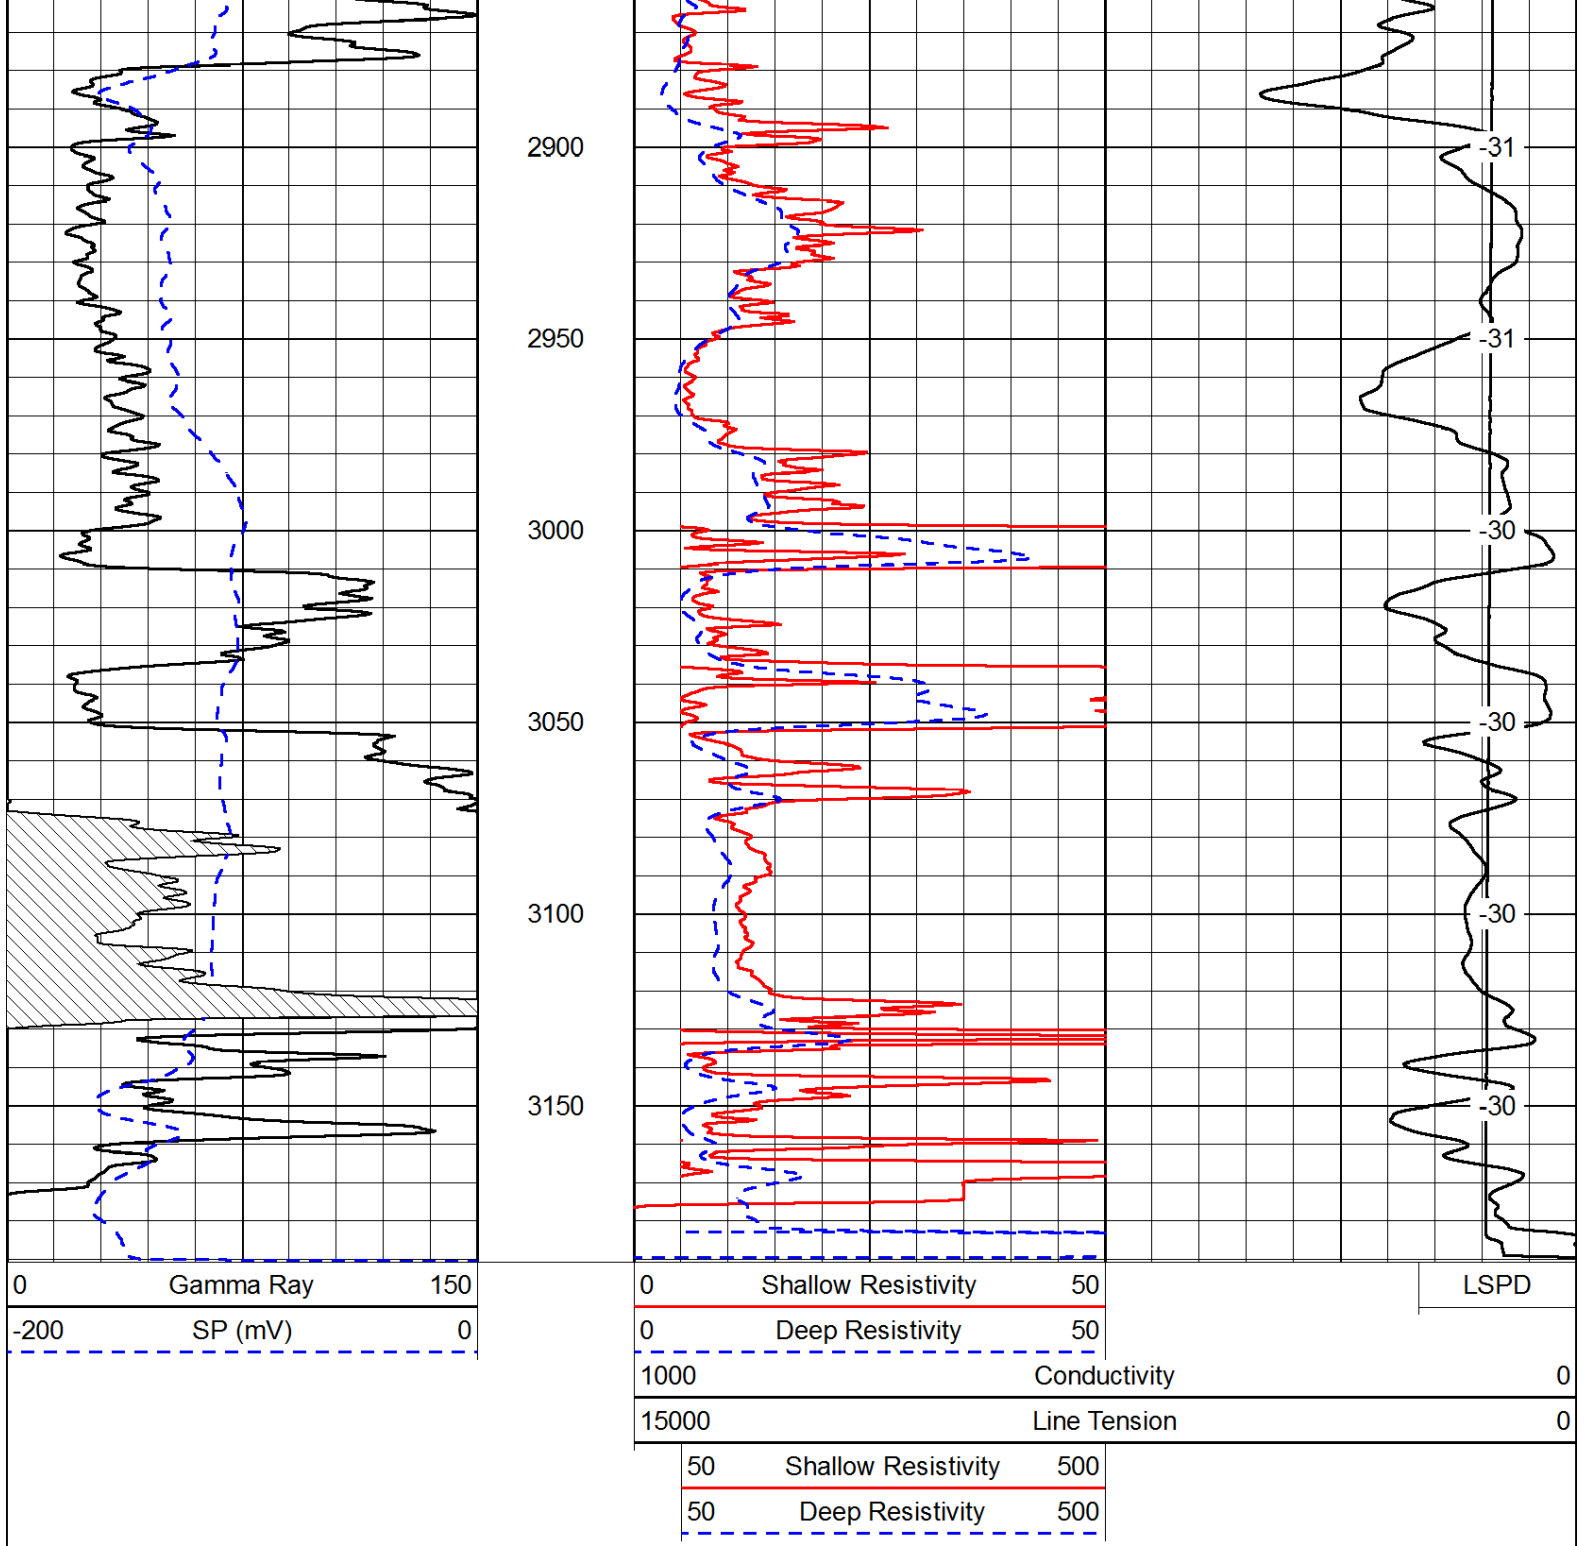 2900
-31
2950
-31
3000
-30
3050
-30
3100
-30
3150
-30
0 Gamma Ray 150
0 Shallow Resistivity 50
LSPD
-200 SP (mV) 0
0 Deep Resistivity 50
1000 Conductivity 0
15000 Line Tension 0
50 Shallow Resistivity 500
50 Deep Resistivity 500